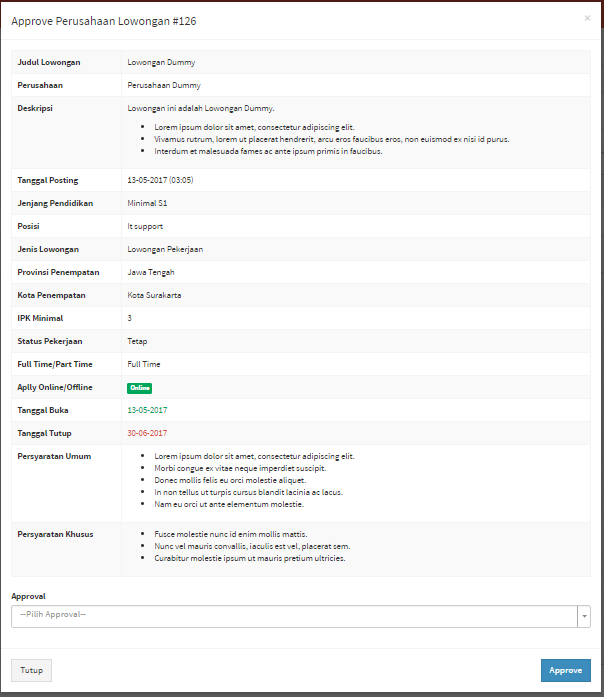 Approve Perusahaan Lowongan #126 ×
Judul Lowongan Lowongan Dummy
Perusahaan Perusahaan Dummy
Deskripsi Lowongan ini adalah Lowongan Dummy.
• Lorem ipsum dolor sit amet, consectetur adipiscing elit.
• Vivamus rutrum, lorem ut placerat hendrerit, arcu eros faucibus eros, non euismod ex nisi id purus.
• Interdum et malesuada fames ac ante ipsum primis in faucibus.
Tanggal Posting 13-05-2017 (03:05)
Jenjang Pendidikan Minimal S1
Posisi It support
Jenis Lowongan Lowongan Pekerjaan
Provinsi Penempatan Jawa Tengah
Kota Penempatan Kota Surakarta
IPK Minimal 3
Status Pekerjaan Tetap
Full Time/Part Time Full Time
Aplly Online/Offline Online
Tanggal Buka 13-05-2017
Tanggal Tutup 30-06-2017
Persyaratan Umum • Lorem ipsum dolor sit amet, consectetur adipiscing elit.
• Morbi congue ex vitae neque imperdiet suscipit.
• Donec mollis felis eu orci molestie aliquet.
• In non tellus ut turpis cursus blandit lacinia ac lacus.
• Nam eu orci ut ante elementum molestie.
Persyaratan Khusus • Fusce molestie nunc id enim mollis mattis.
• Nunc vel mauris convallis, iaculis est vel, placerat sem.
• Curabitur molestie ipsum ut mauris pretium ultricies.
Approval
--Pilih Approval--
Tutup Approve